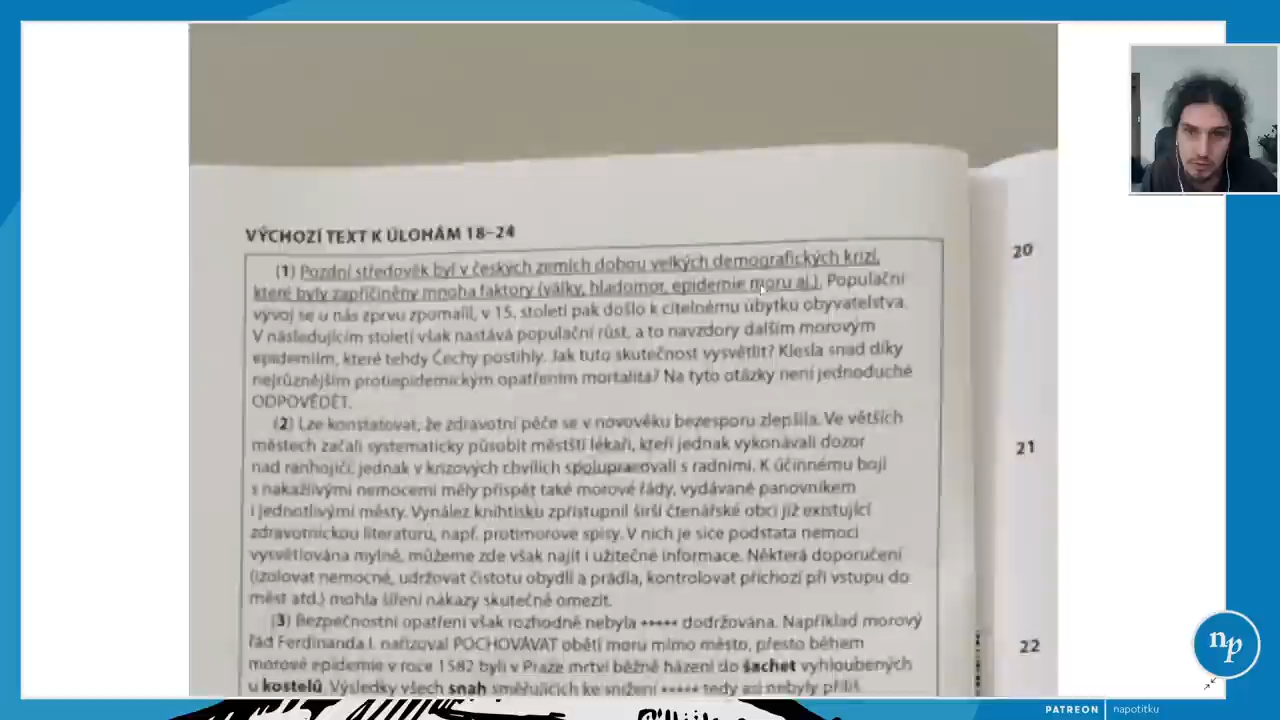 VÝCHOZÍ TEXT K ÚLOHÁM 18–24
(1) Pozdní středověk byl v českých zemích dobou velkých demografických krizí,
které byly zapříčiněny mnoha faktory (války, hladomor, epidemie moru aj.). Populační
vývoj se u nás zprvu zpomalil, v 15. století pak došlo k citelnému úbytku obyvatelstva.
V následujícím století však nastává populační růst, a to navzdory dalším morovým
epidemiím, které tehdy Čechy postihly. Jak tuto skutečnost vysvětlit? Klesla snad díky
nejrůznějším protiepidemickým opatřením mortalita? Na tyto otázky není jednoduché
ODPOVĚDĚT.
(2) Lze konstatovat, že zdravotní péče se v novověku bezesporu zlepšila. Ve větších
městech začali systematicky působit městští lékaři, kteří jednak vykonávali dozor
nad ranhojiči, jednak v krizových chvílích spolupracovali s radními. K účinnému boji
s nakažlivými nemocemi měly přispět také morové řády, vydávané panovníkem
i jednotlivými městy. Vynález knihtisku zpřístupnil širší čtenářské obci již existující
zdravotnickou literaturu, např. protimorové spisy. V nich je sice podstata nemoci
vysvětlována mylně, můžeme zde však najít i užitečné informace. Některá doporučení
(izolovat nemocné, udržovat čistotu obydlí a prádla, kontrolovat příchozí při vstupu do
měst atd.) mohla šíření nákazy skutečně omezit.
(3) Bezpečnostní opatření však rozhodně nebyla ***** dodržována. Například morový
řád Ferdinanda I. nařizoval POCHOVÁVAT oběti moru mimo město, přesto během
morové epidemie v roce 1582 byli v Praze mrtví běžně házeni do šachet vyhloubených
u kostelů. Výsledky všech snah směřujících ke snížení ***** tedy asi nebyly příliš
20
21
22
np
PATREON | napotitku